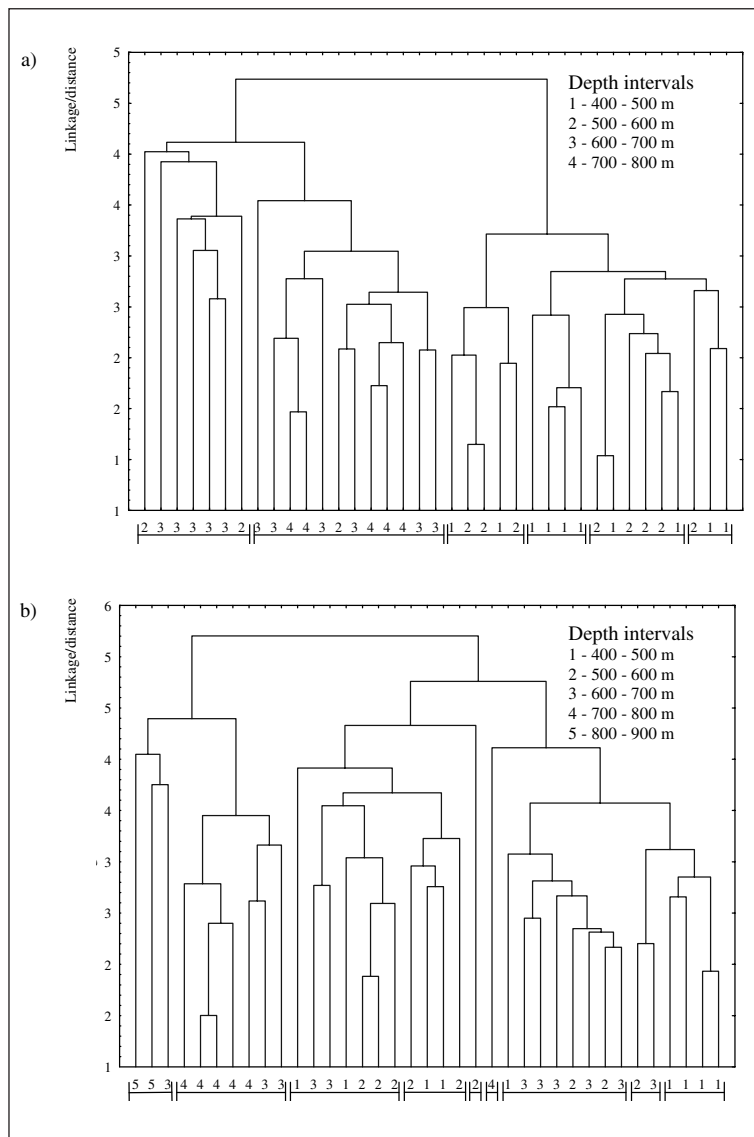 a)
Linkage/distance
5
5
4
4
3
3
2
2
1
1
Depth intervals
1 - 400 - 500 m
2 - 500 - 600 m
3 - 600 - 700 m
4 - 700 - 800 m
2 3 3 3 3 3 2 3 3 4 4 3 2 3 4 4 4 3 3 1 2 2 1 2 1 1 1 1 2 1 2 2 2 1 2 1 1
b)
Linkage/distance
6
5
5
4
4
3
3
2
2
1
Depth intervals
1 - 400 - 500 m
2 - 500 - 600 m
3 - 600 - 700 m
4 - 700 - 800 m
5 - 800 - 900 m
5 5 3 4 4 4 4 4 3 3 1 3 3 1 2 2 2 2 1 1 2 2 4 1 3 3 3 2 3 2 3 2 3 1 1 1 1